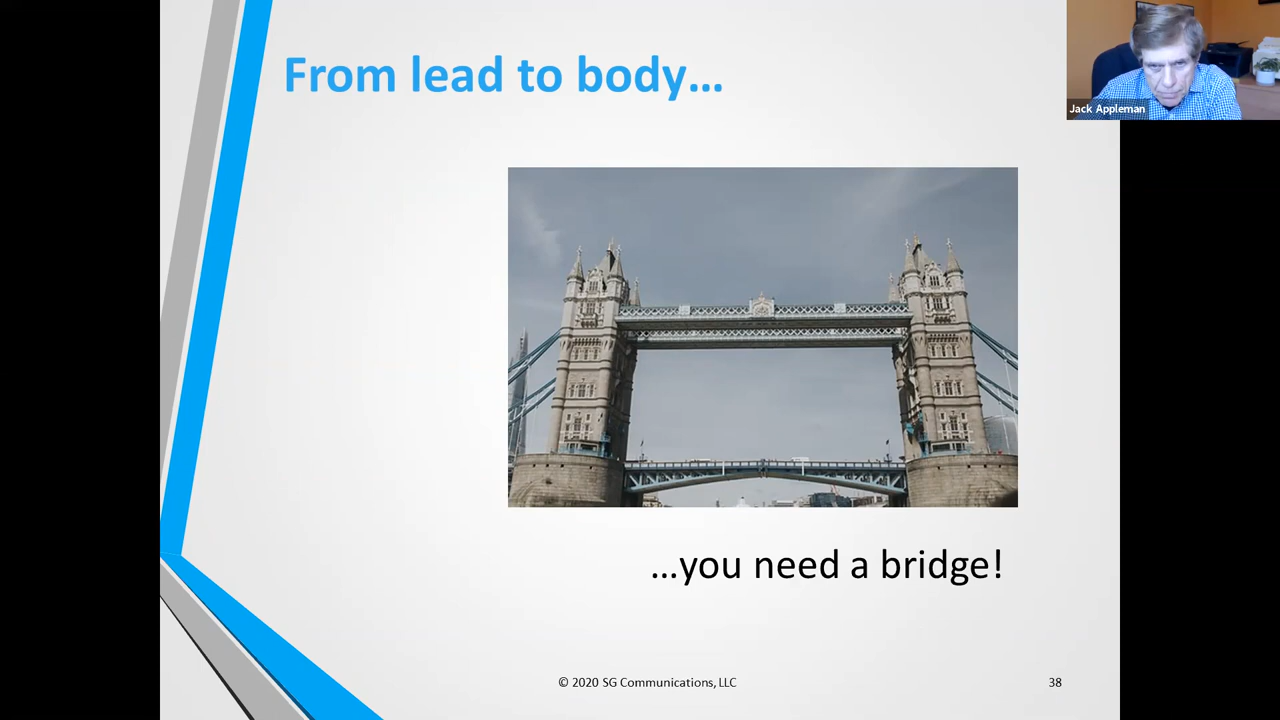 From lead to body…
Jack Appleman
…you need a bridge!
© 2020 SG Communications, LLC
38